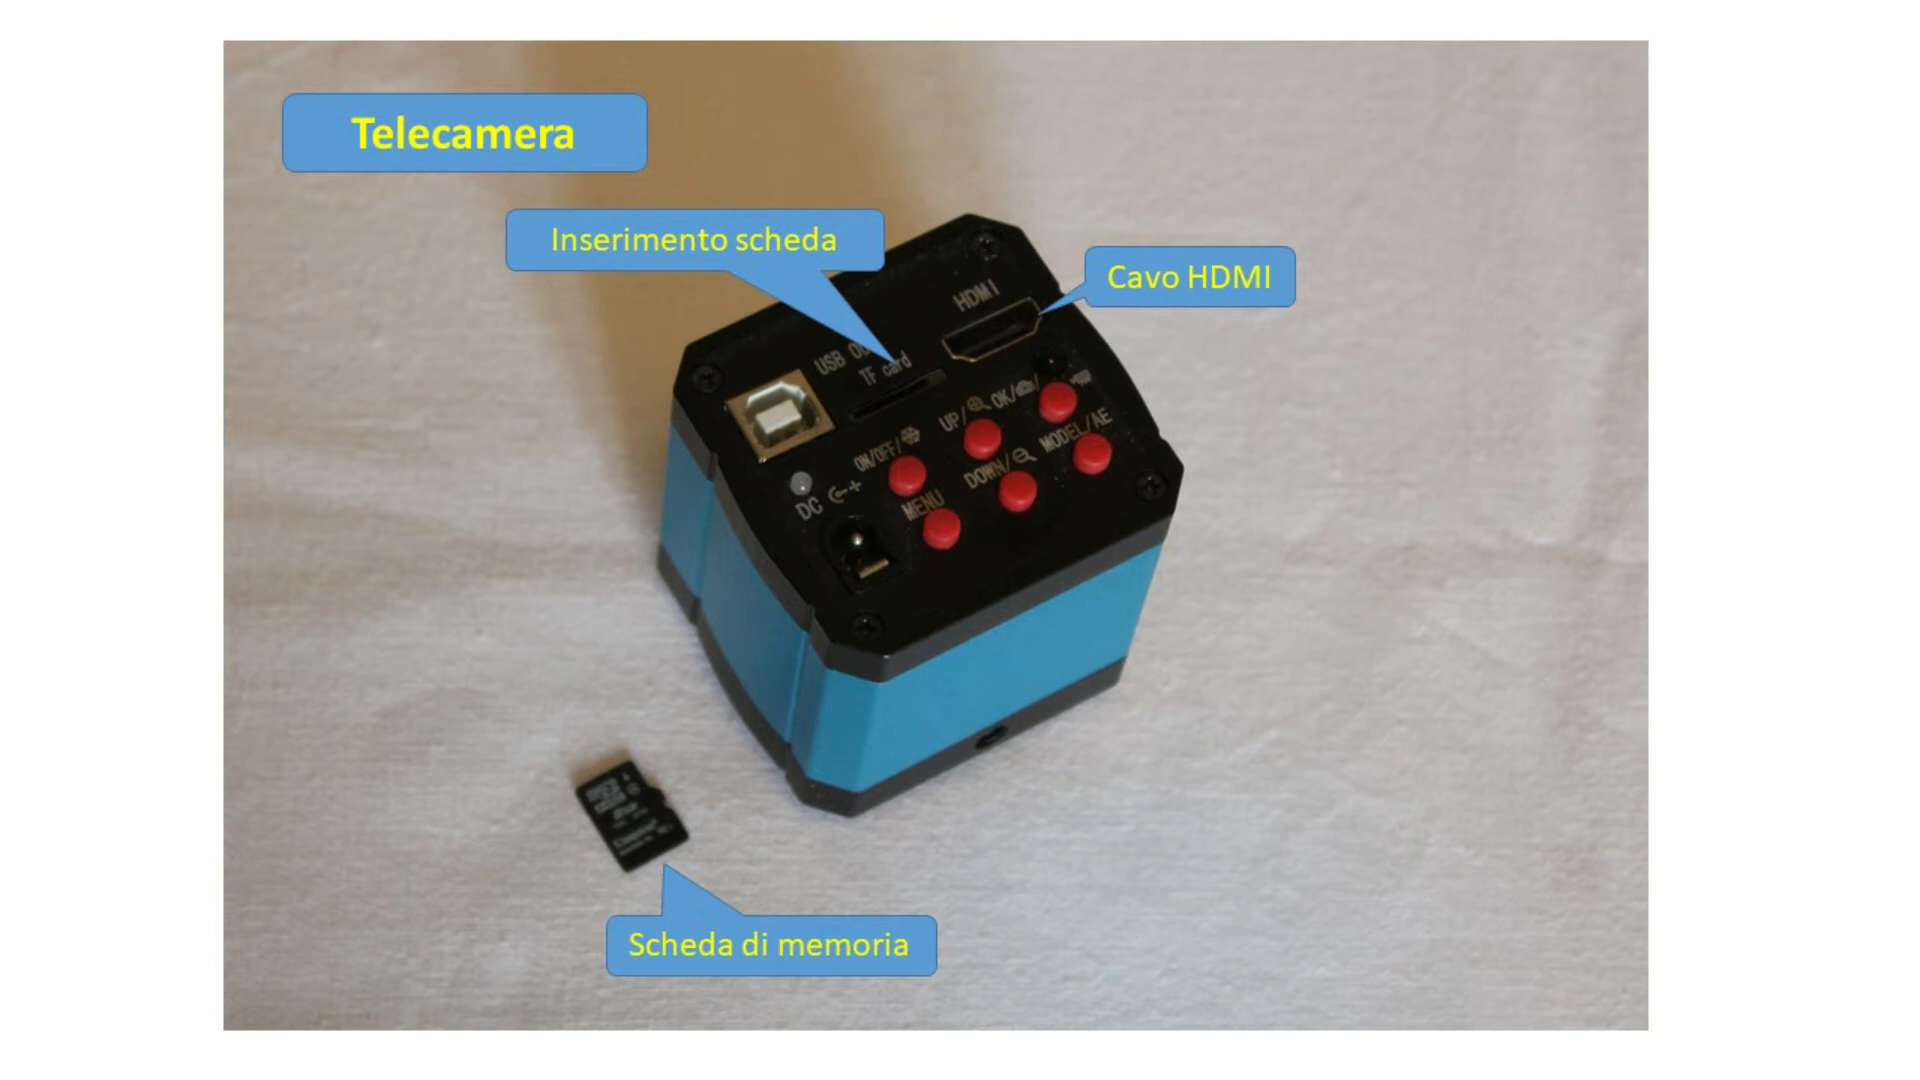 Telecamera
Inserimento scheda
Cavo HDMI
HDMI
USB
TF card
UP/
OK/
ON/OFF/
DOWN/
MODEL/AE
DC
MENU
Scheda di memoria